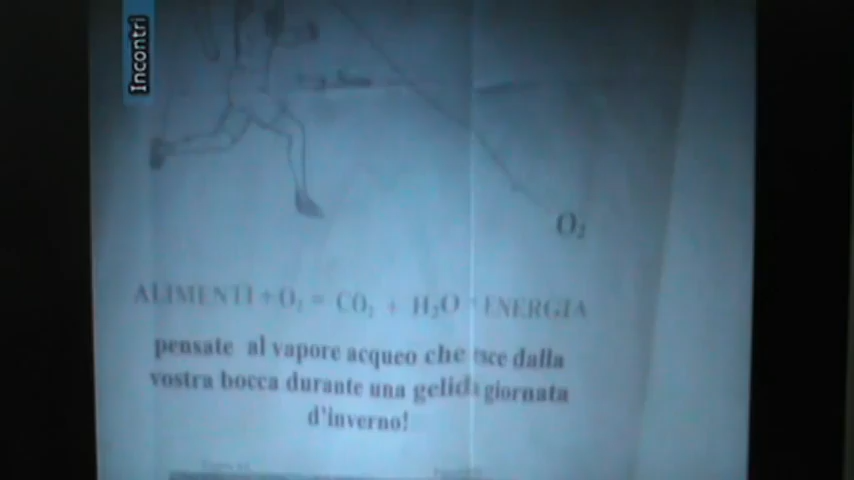 Incontri
O₂
ALIMENTI + O₂ = CO₂ + H₂O + ENERGIA
pensate al vapore acqueo che esce dalla
vostra bocca durante una gelida giornata
d'inverno!